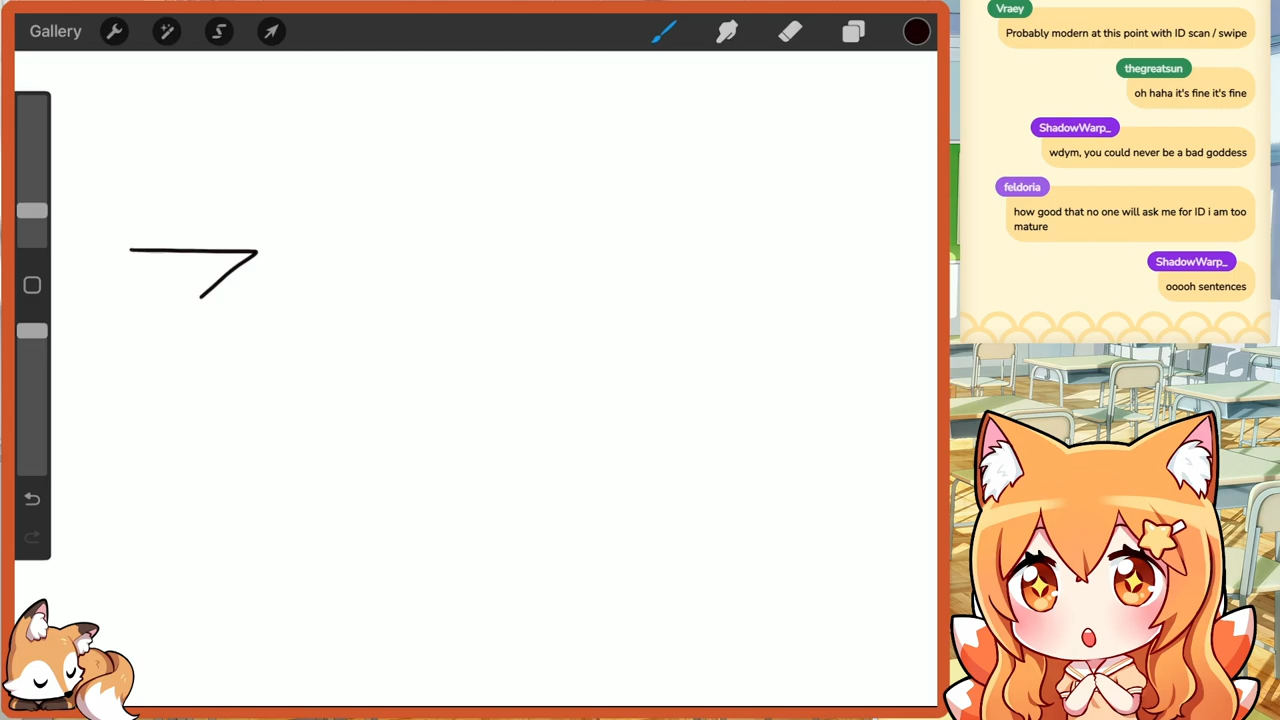 Gallery
Vraey
Probably modern at this point with ID scan / swipe
thegreatsun
oh haha it's fine it's fine
ShadowWarp_
wdym, you could never be a bad goddess
feldoria
how good that no one will ask me for ID i am too
mature
ShadowWarp_
ooooh sentences